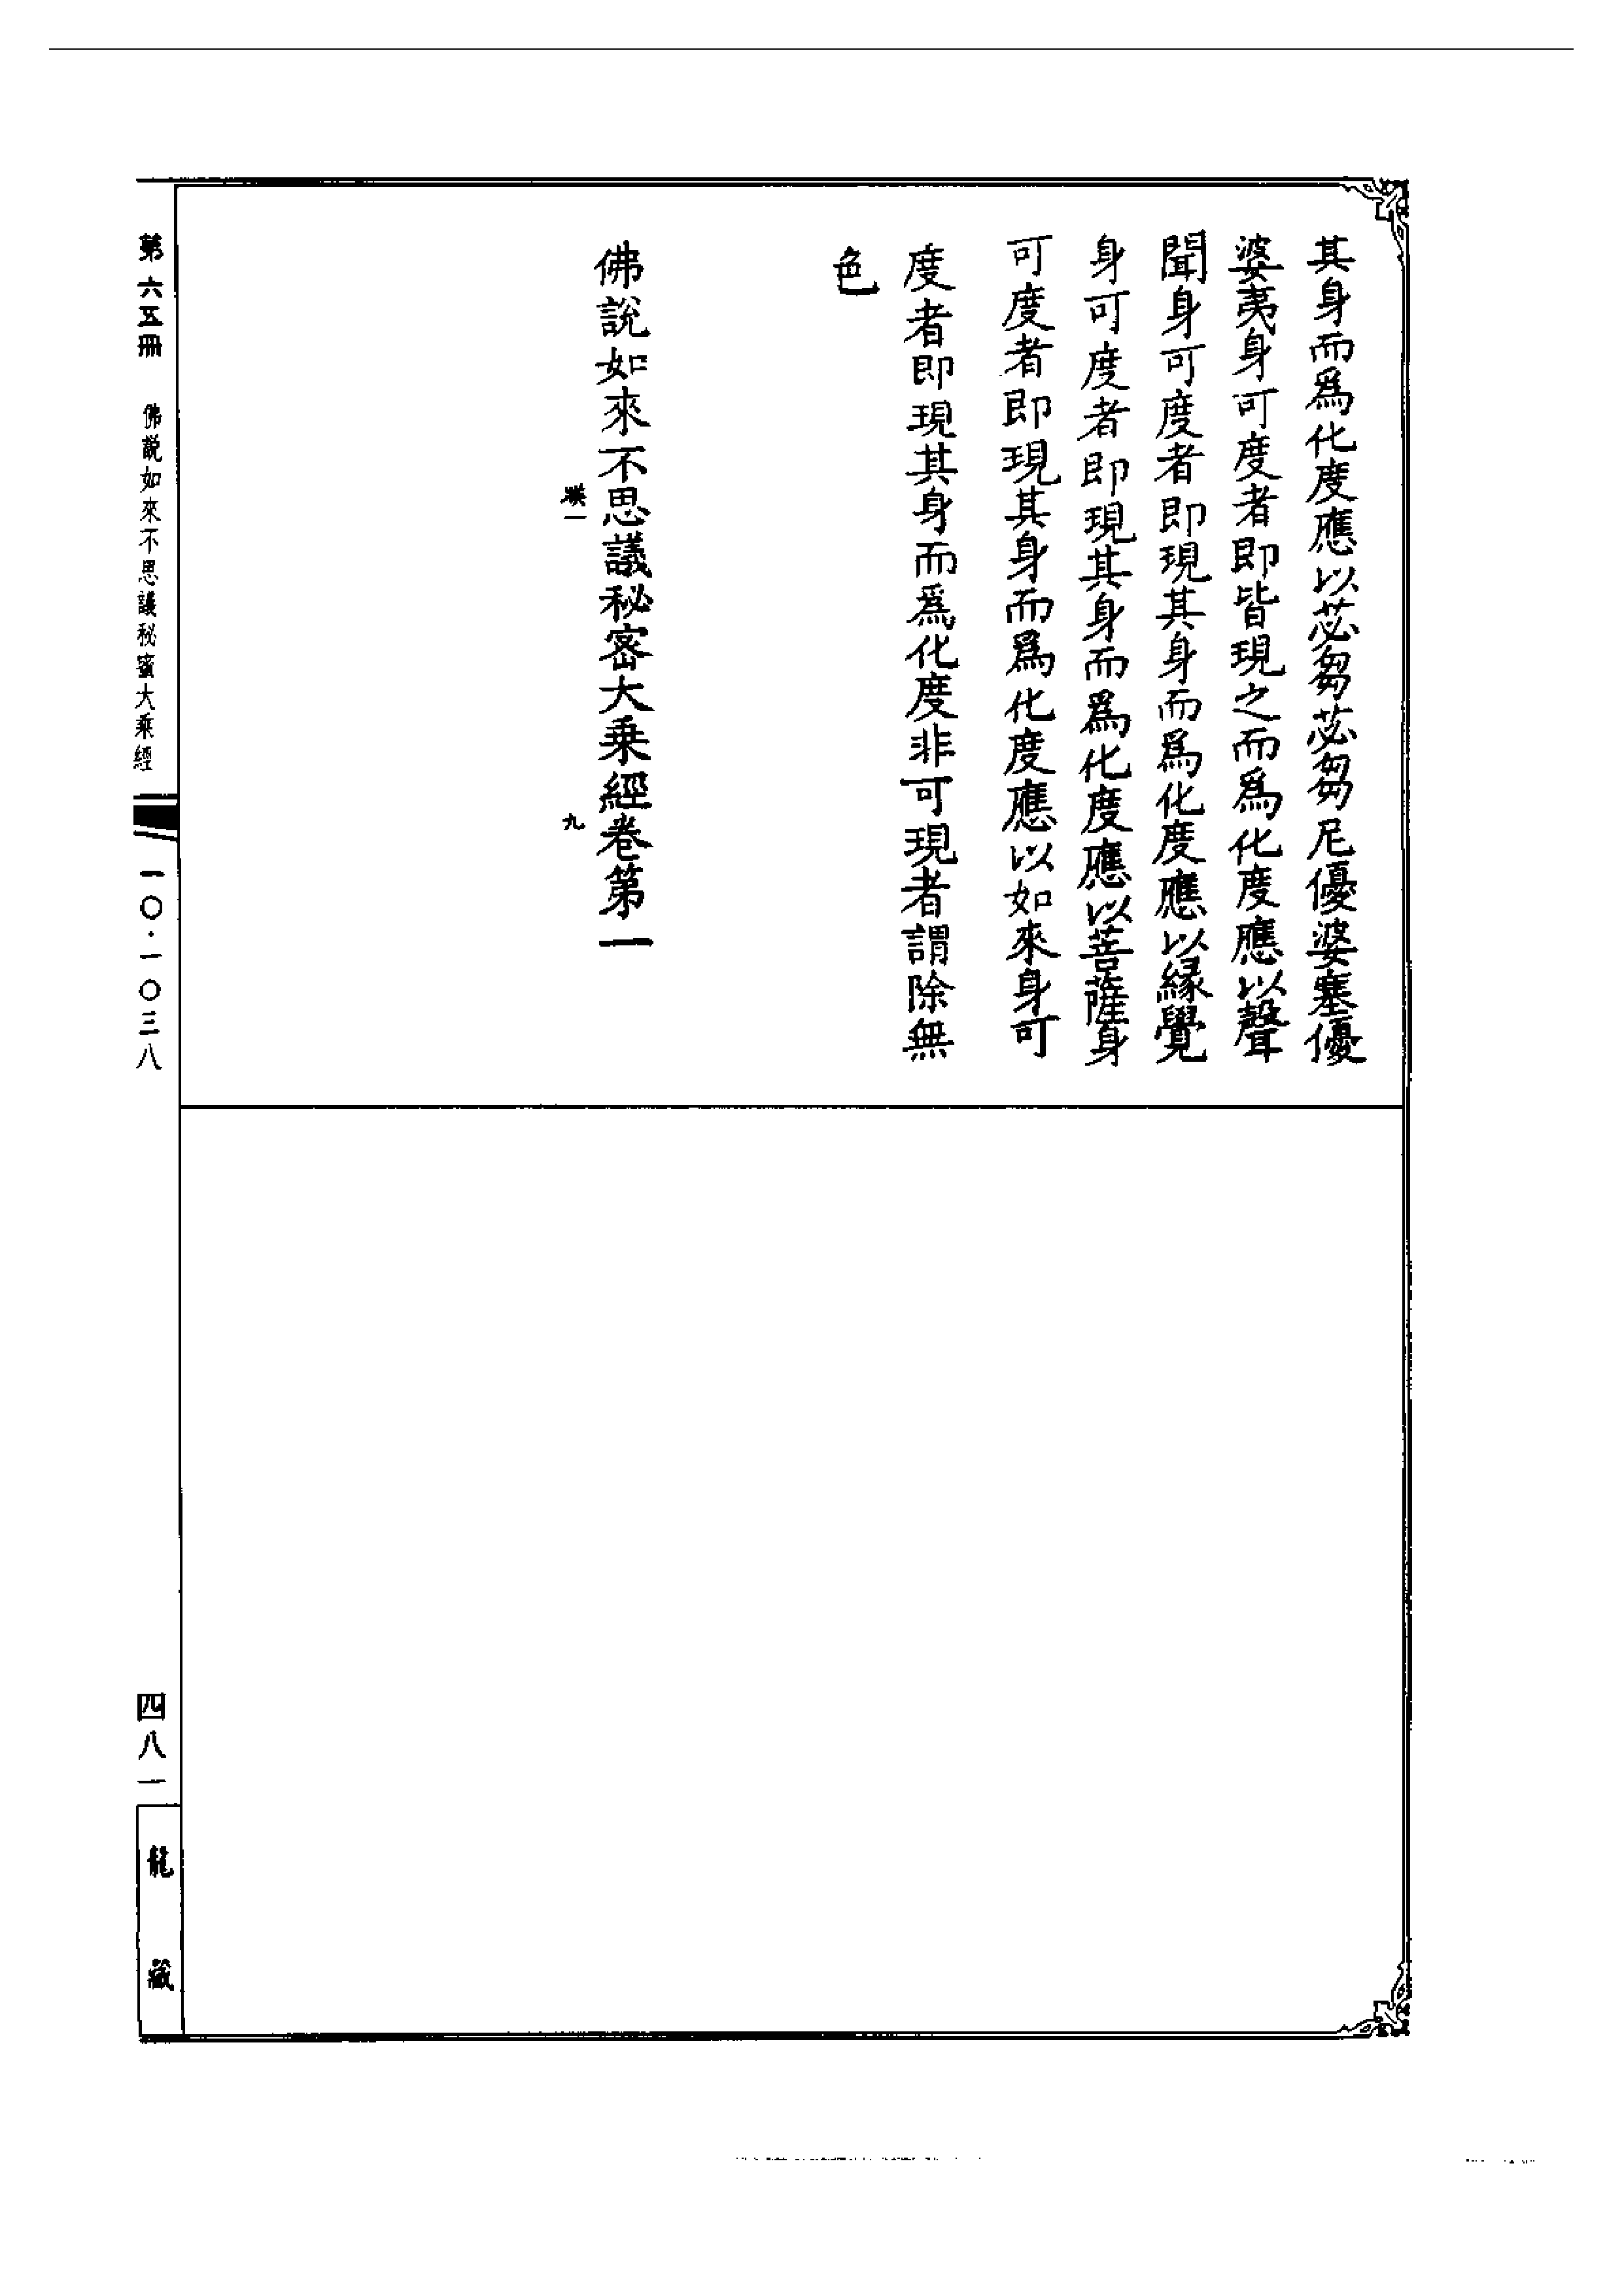 其身而爲化度應以苾芻苾芻尼優婆塞優
婆夷身可度者即皆現之而爲化度應以聲
聞身可度者即現其身而爲化度應以緣覺
身可度者即現其身而爲化度應以菩薩身
可度者即現其身而爲化度應以如來身可
度者即現其身而爲化度非可現者謂除無
色
佛說如來不思議秘密大乗經卷第一
九
第六五冊 佛説如來不思議秘蜜大乘經 一〇·一〇三八 四八一
龍藏